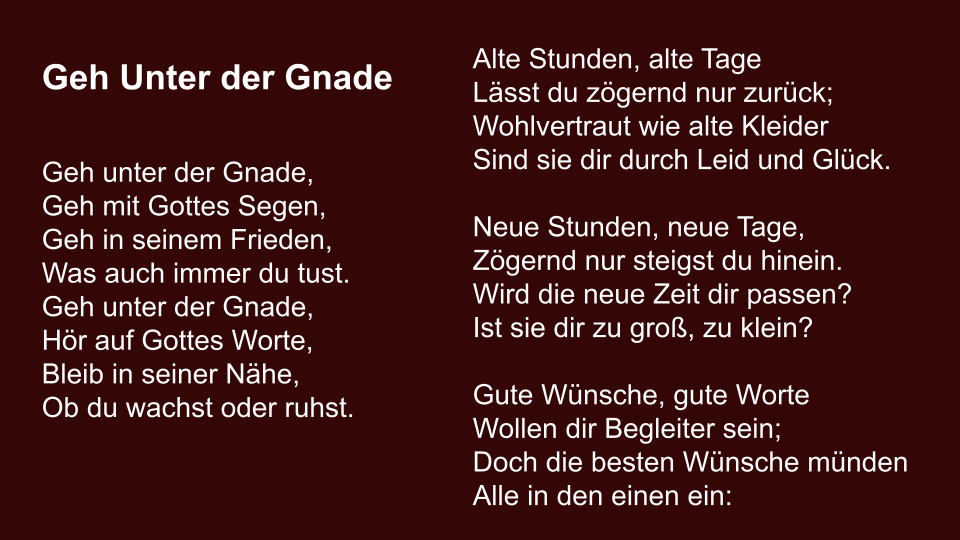 Geh Unter der Gnade
Geh unter der Gnade,
Geh mit Gottes Segen,
Geh in seinem Frieden,
Was auch immer du tust.
Geh unter der Gnade,
Hör auf Gottes Worte,
Bleib in seiner Nähe,
Ob du wachst oder ruhst.
Alte Stunden, alte Tage
Lässt du zögernd nur zurück;
Wohlvertraut wie alte Kleider
Sind sie dir durch Leid und Glück.
Neue Stunden, neue Tage,
Zögernd nur steigst du hinein.
Wird die neue Zeit dir passen?
Ist sie dir zu groß, zu klein?
Gute Wünsche, gute Worte
Wollen dir Begleiter sein;
Doch die besten Wünsche münden
Alle in den einen ein: